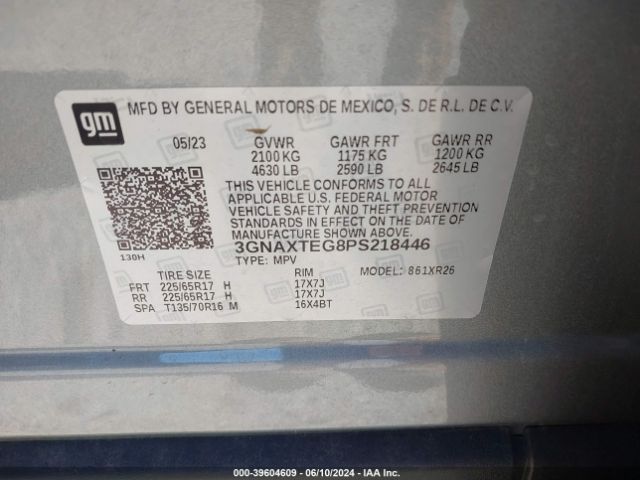 gm
MFD BY GENERAL MOTORS DE MEXICO, S. DE R.L. DE C.V.
05/23 GVWR GAWR FRT GAWR RR
2100 KG 1175 KG 1200 KG
4630 LB 2590 LB 2645 LB
THIS VEHICLE CONFORMS TO ALL
APPLICABLE U.S. FEDERAL MOTOR
VEHICLE SAFETY AND THEFT PREVENTION
STANDARDS IN EFFECT ON THE DATE OF
MANUFACTURE SHOWN ABOVE.
130H 3GNAXTEG8PS218446
TYPE: MPV MODEL: 861XR26
TIRE SIZE RIM
FRT 225/65R17 H 17X7J
RR 225/65R17 H 17X7J
SPA T135/70R16 M 16X4BT
000-39604609 - 06/10/2024 - IAA Inc.